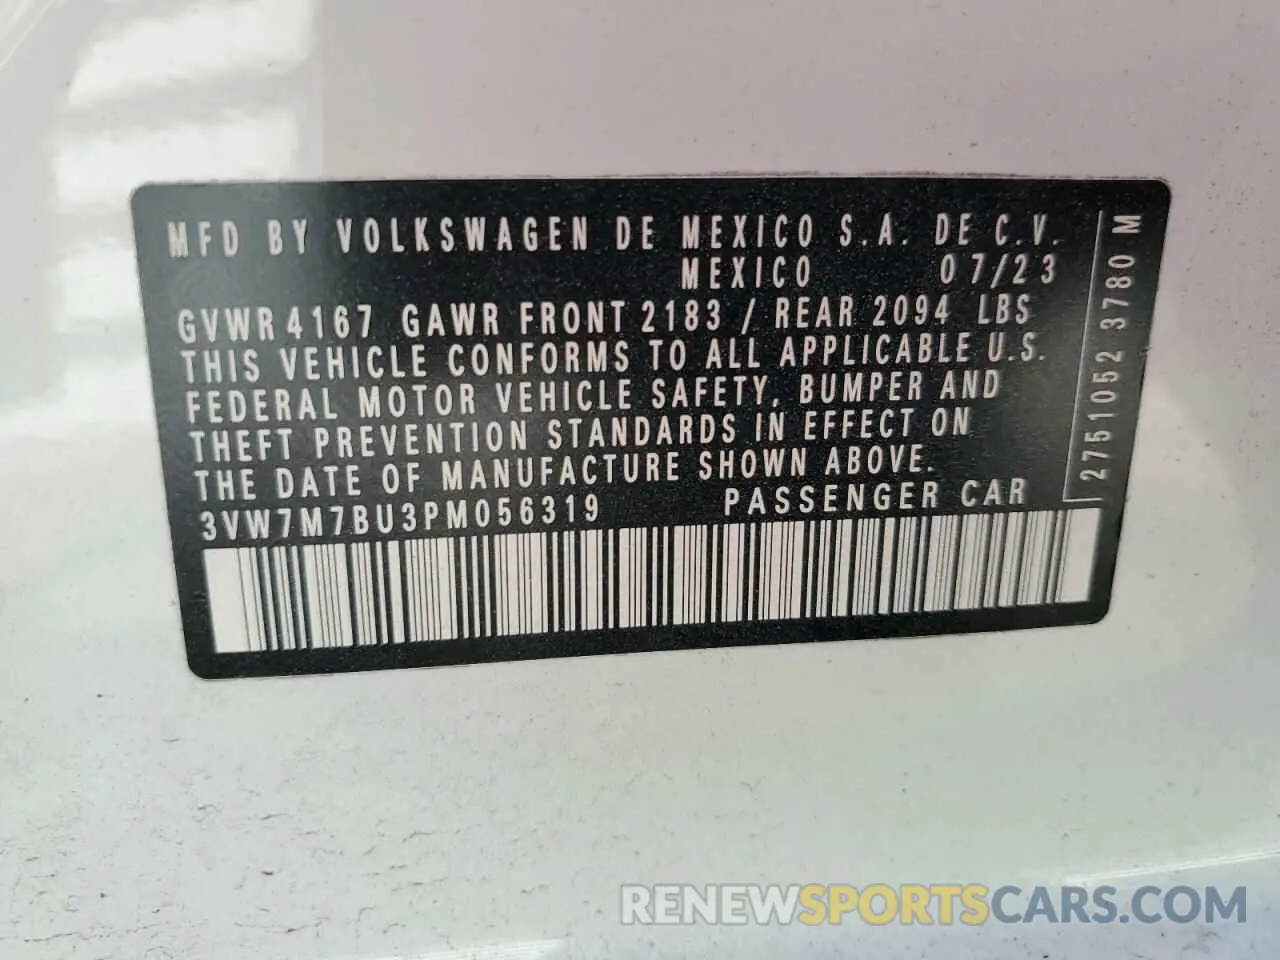 MFD BY VOLKSWAGEN DE MEXICO S.A. DE C.V.
MEXICO 07/23
GVWR 4167 GAWR FRONT 2183 / REAR 2094 LBS
THIS VEHICLE CONFORMS TO ALL APPLICABLE U.S.
FEDERAL MOTOR VEHICLE SAFETY, BUMPER AND
THEFT PREVENTION STANDARDS IN EFFECT ON
THE DATE OF MANUFACTURE SHOWN ABOVE.
3VW7M7BU3PM056319 PASSENGER CAR
2751052 3780 M
RENEWSPORTSCARS.COM